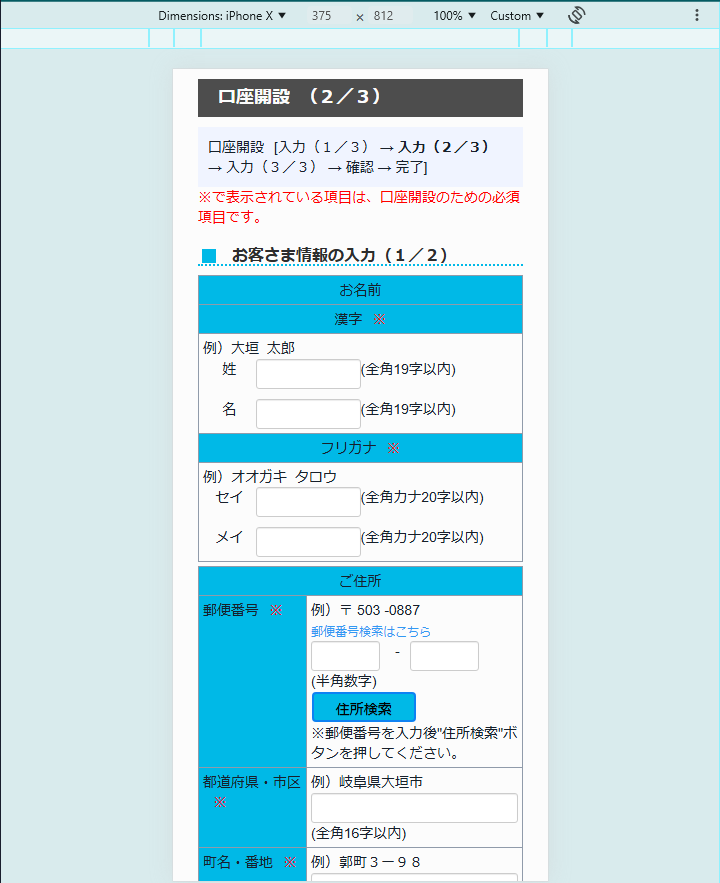 Dimensions: iPhone X ▼ 375 × 812 100% ▼ Custom ▼
口座開設 （２／３）
口座開設 [入力（１／３） → 入力（２／３）
→ 入力（３／３） → 確認 → 完了]
※で表示されている項目は、口座開設のための必須
項目です。
お客さま情報の入力（１／２）
お名前
漢字 ※
例）大垣 太郎
姓 (全角19字以内)
名 (全角19字以内)
フリガナ ※
例）オオガキ タロウ
セイ (全角カナ20字以内)
メイ (全角カナ20字以内)
ご住所
郵便番号 ※ 例）〒 503 -0887
郵便番号検索はこちら
-
(半角数字)
住所検索
※郵便番号を入力後"住所検索"ボ
タンを押してください。
都道府県・市区 例）岐阜県大垣市
※
(全角16字以内)
町名・番地 ※ 例）郭町３－９８